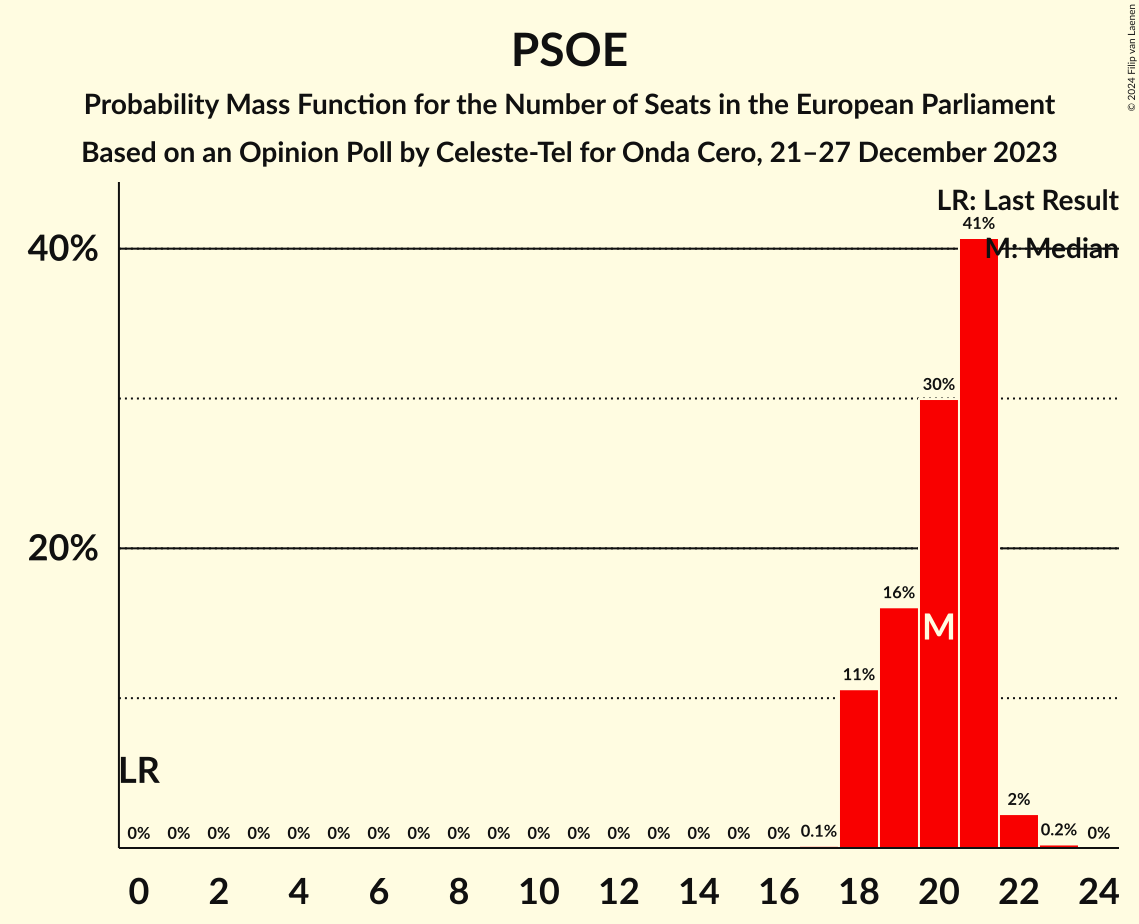 PSOE
Probability Mass Function for the Number of Seats in the European Parliament
Based on an Opinion Poll by Celeste-Tel for Onda Cero, 21–27 December 2023
© 2024 Filip van Laenen
LR: Last Result
M: Median
40%
20%
41%
30%
16%
11%
M
LR
0% 0% 0% 0% 0% 0% 0% 0% 0% 0% 0% 0% 0% 0% 0% 0% 0% 0.1% 2% 0.2% 0%
0 2 4 6 8 10 12 14 16 18 20 22 24